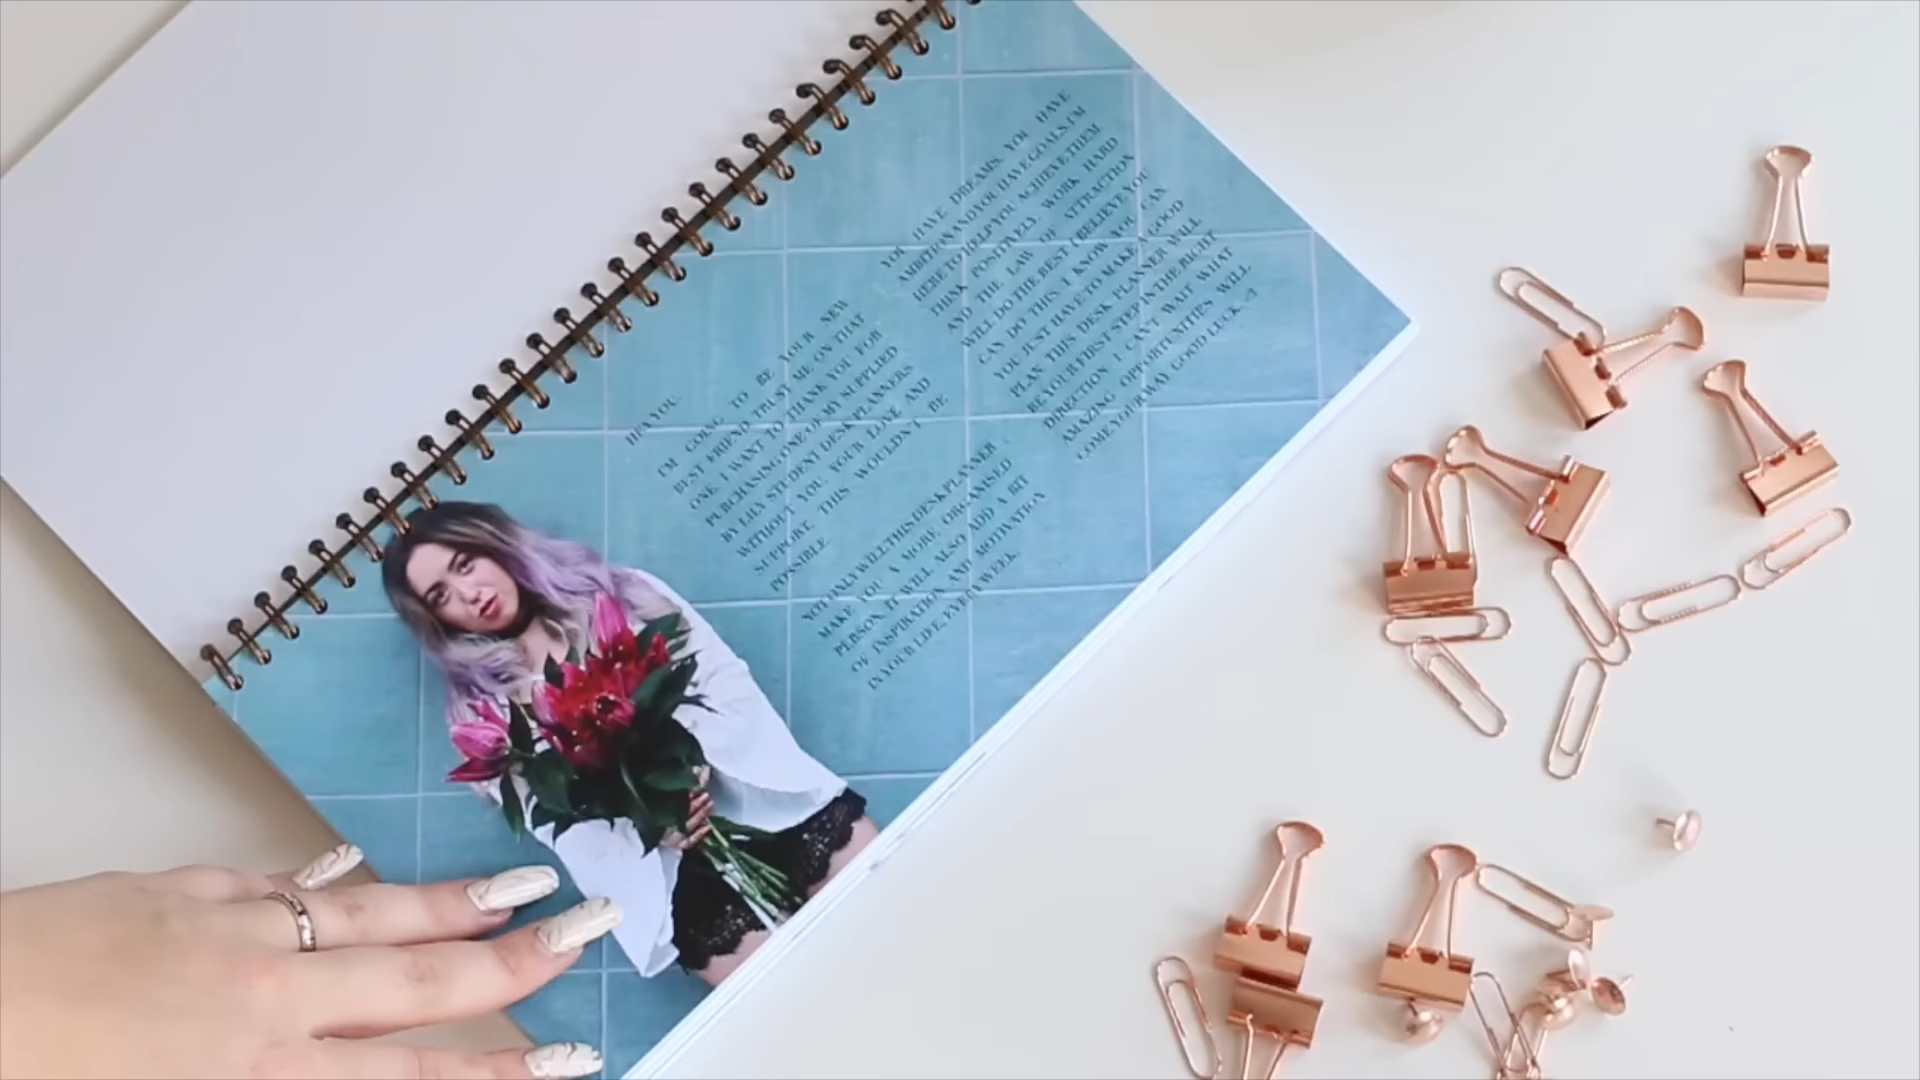 HEY YOU.
I'M GOING TO BE YOUR NEW
BEST FRIEND, TRUST ME ON THAT
ONE. I WANT TO THANK YOU FOR
PURCHASING ONE OF MY SUPPLIED
BY LILY STUDENT DESK PLANNERS
WITHOUT YOU, YOUR LOVE AND
SUPPORT, THIS WOULDN'T BE
POSSIBLE.
NOT ONLY WILL THIS DESK PLANNER
MAKE YOU A MORE ORGANISED
PERSON, IT WILL ALSO ADD A BIT
OF INSPIRATION AND MOTIVATION
IN YOUR LIFE, EVERY WEEK.
YOU HAVE DREAMS, YOU HAVE
AMBITION AND YOU HAVE GOALS. I'M
HERE TO HELP YOU ACHIEVE THEM
THINK POSITIVELY, WORK HARD
AND THE LAW OF ATTRACTION
WILL DO THE BEST. I BELIEVE YOU
CAN DO THIS. I KNOW YOU CAN
YOU JUST HAVE TO MAKE A GOOD
PLAN. THIS DESK PLANNER WILL
BE YOUR FIRST STEP IN THE RIGHT
DIRECTION. I CAN'T WAIT WHAT
AMAZING OPPORTUNITIES WILL
COME YOUR WAY. GOOD LUCK. <3